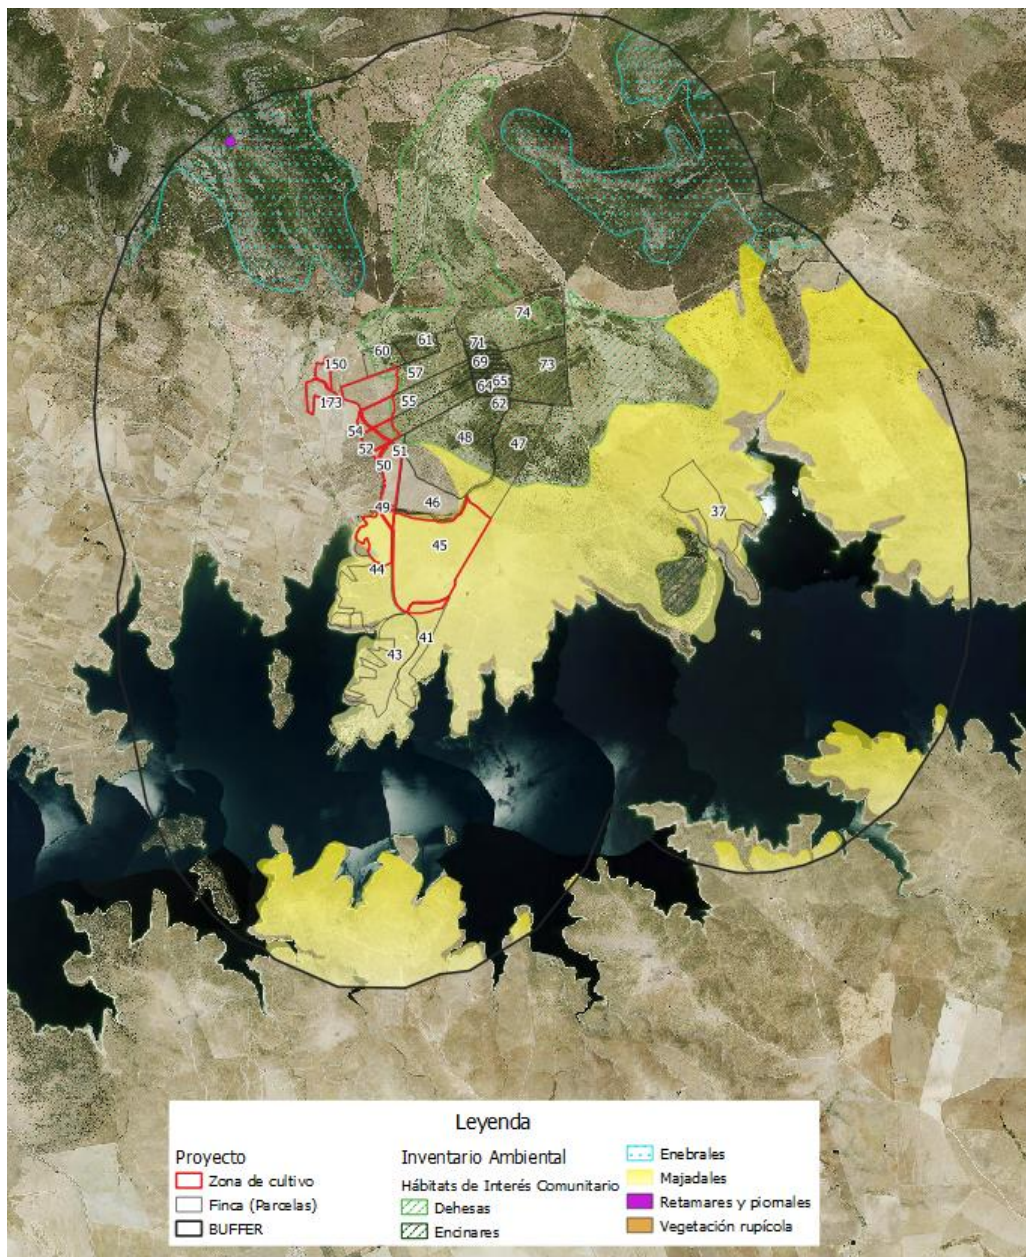 74
61
71
60
150
69
73
57
65
64
173
55
62
54
48
47
52
51
50
46
49
37
45
44
41
43
Leyenda
Proyecto
Zona de cultivo
Finca (Parcelas)
BUFFER
Inventario Ambiental
Hábitats de Interés Comunitario
Dehesas
Encinares
Enebrales
Majadales
Retamares y piornales
Vegetación rupícola